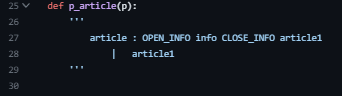 25 def p_article(p):
26 '''
27 article : OPEN_INFO info CLOSE_INFO article1
28 | article1
29 '''
30